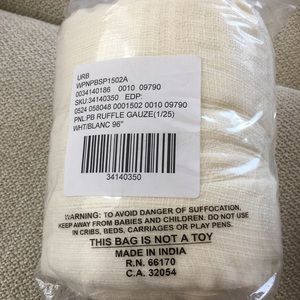 URB
WPNPBSP1502A
0034140186 0010 09790
SKU:34140350 EDP:
0524 058048 0001502 0010 09790
PNL:PB RUFFLE GAUZE(1/25)
WHT/BLANC 96"
34140350
WARNING: TO AVOID DANGER OF SUFFOCATION,
KEEP AWAY FROM BABIES AND CHILDREN. DO NOT USE
IN CRIBS, BEDS, CARRIAGES OR PLAY PENS.
THIS BAG IS NOT A TOY
MADE IN INDIA
R.N. 66170
C.A. 32054